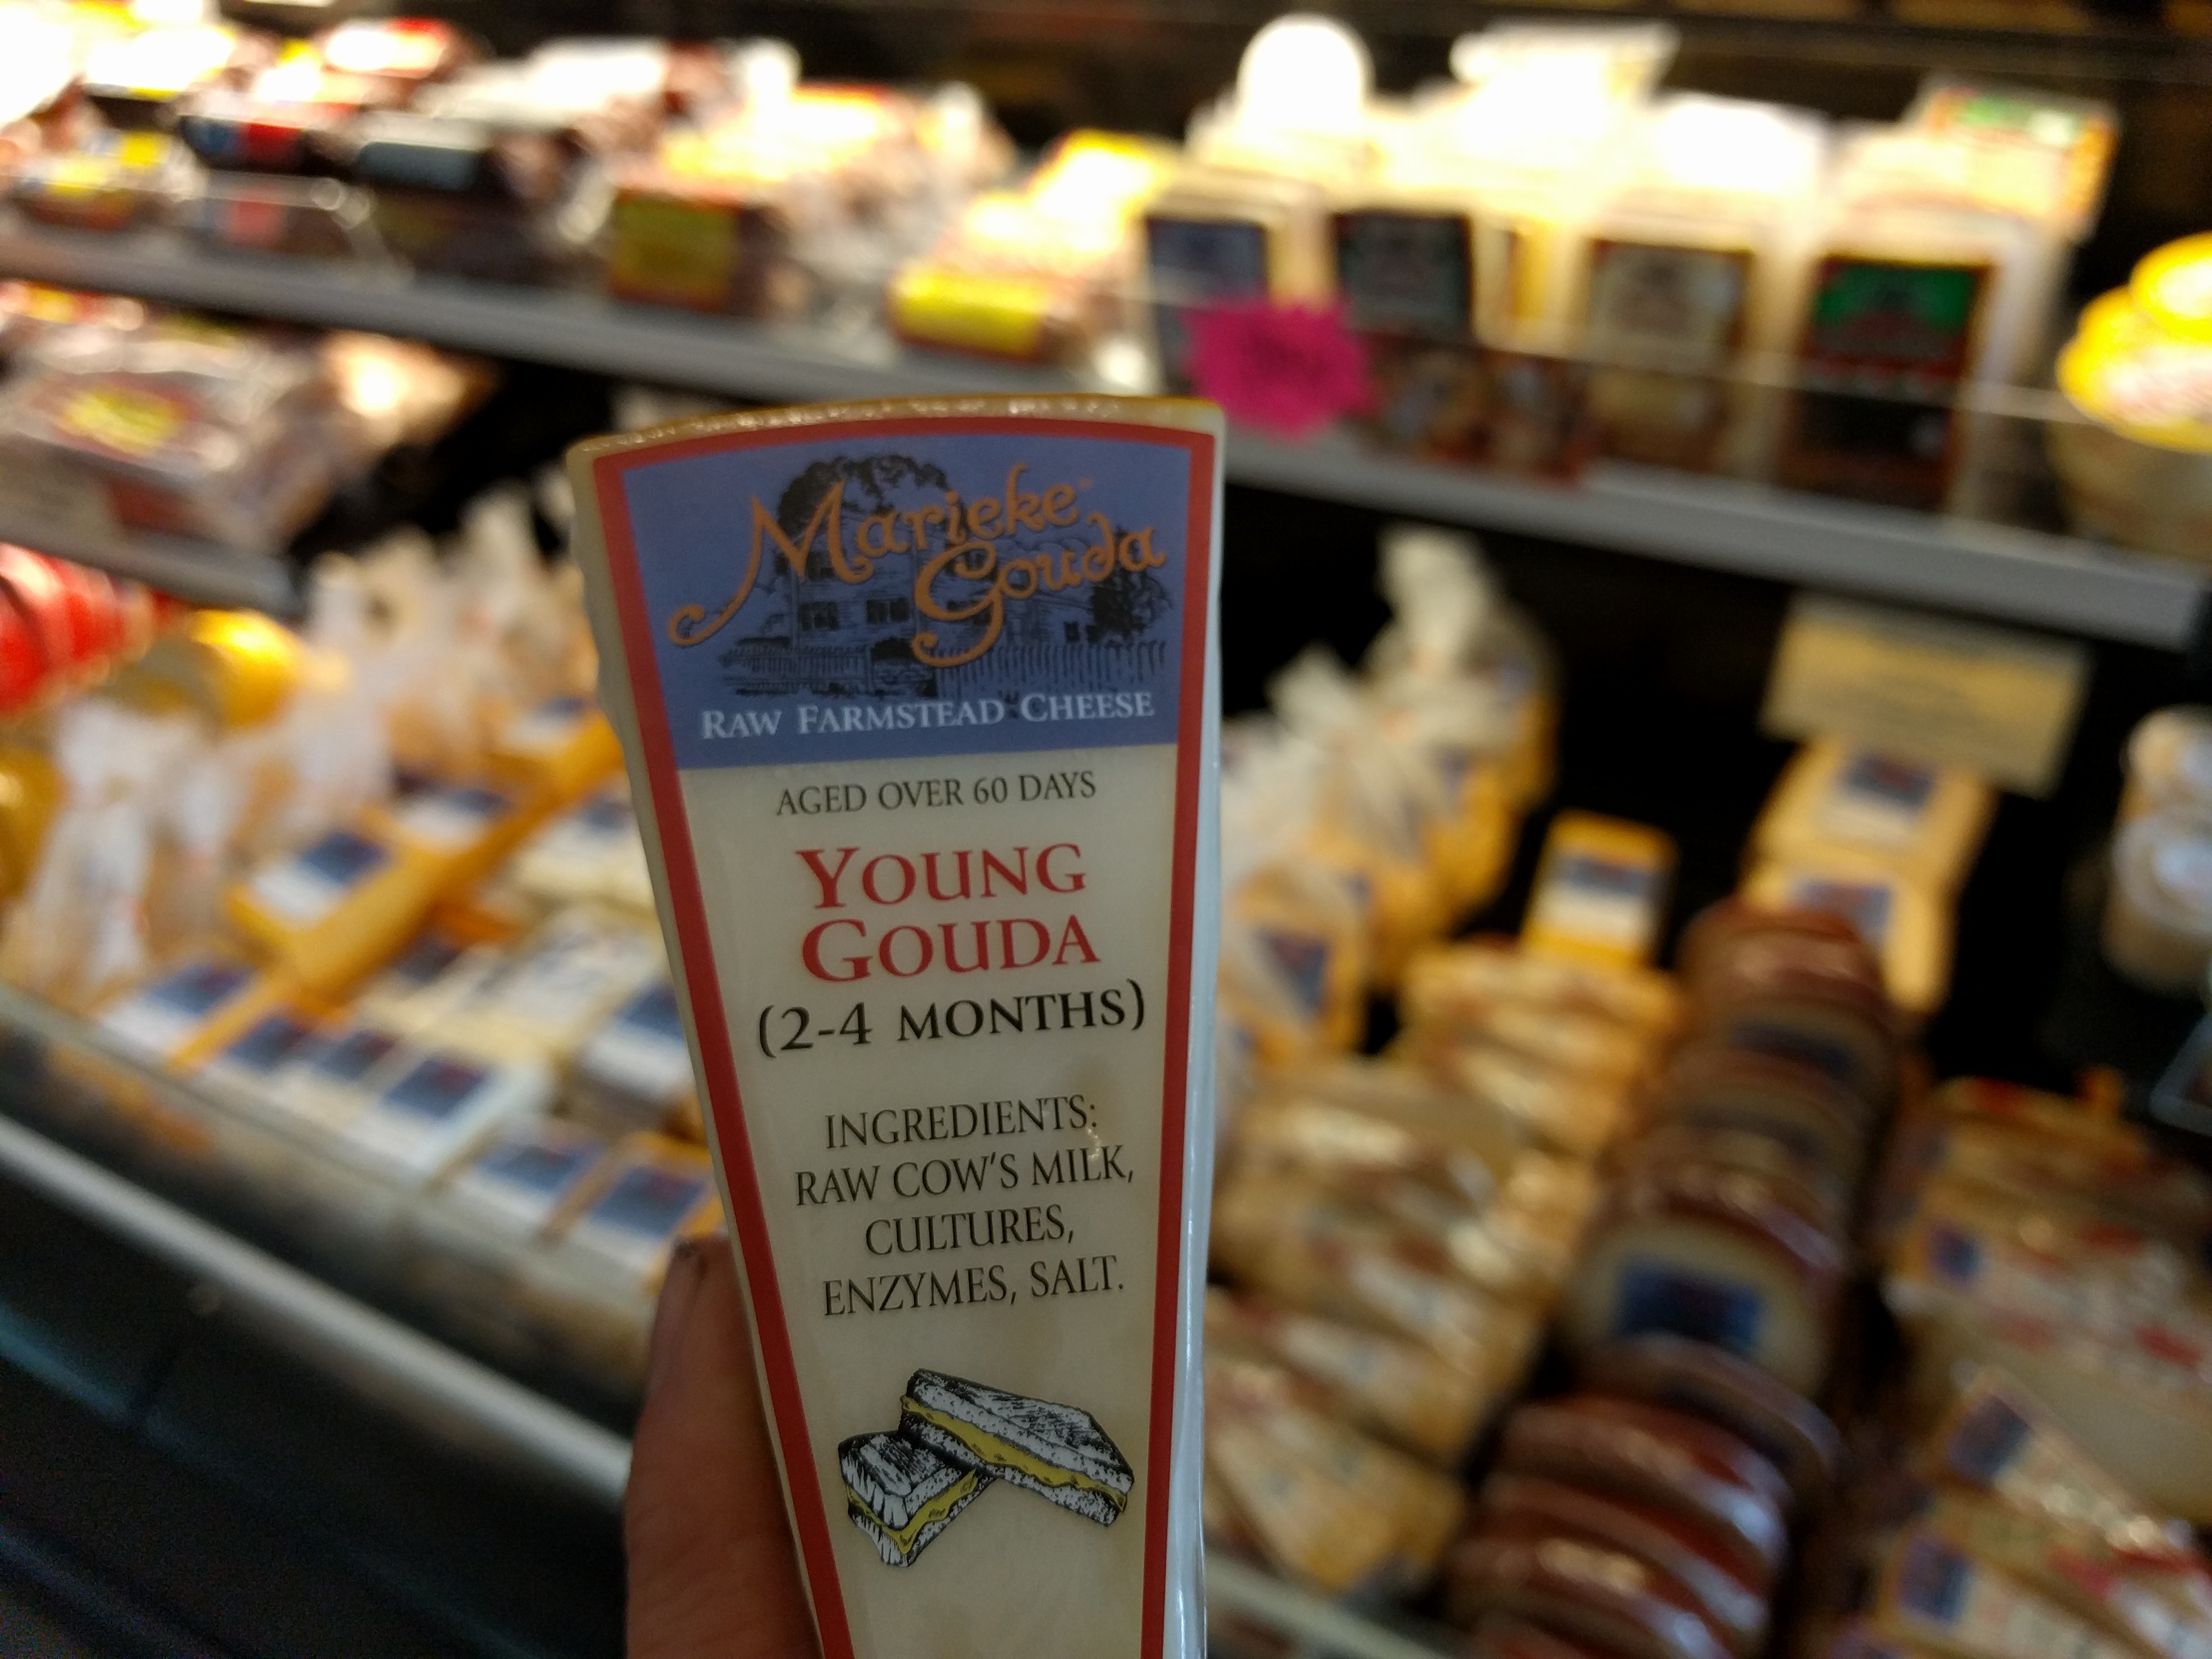 Marieke®
Gouda
RAW FARMSTEAD CHEESE
AGED OVER 60 DAYS
YOUNG
GOUDA
(2-4 MONTHS)
INGREDIENTS:
RAW COW'S MILK,
CULTURES,
ENZYMES, SALT.